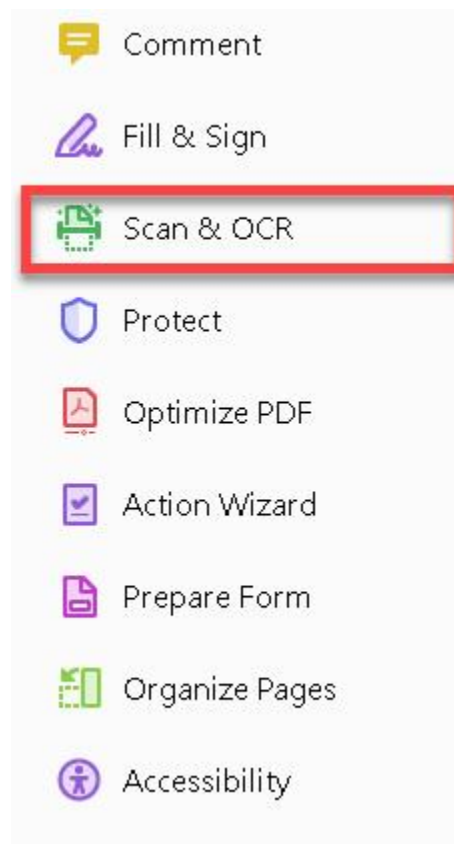 Comment
Fill & Sign
Scan & OCR
Protect
Optimize PDF
Action Wizard
Prepare Form
Organize Pages
Accessibility